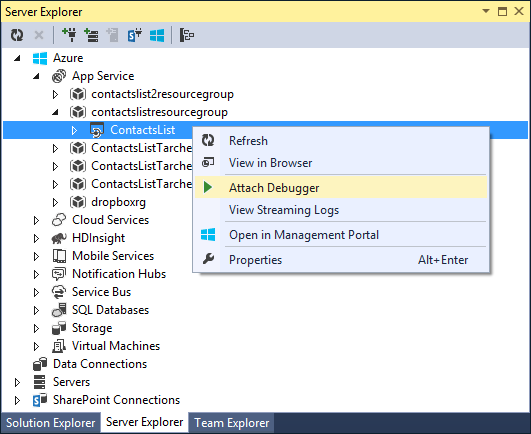 Server Explorer
Azure
App Service
contactslist2resourcegroup
contactslistresourcegroup
ContactsList
Refresh
ContactsListTarche
View in Browser
ContactsListTarche
Attach Debugger
ContactsListTarche
View Streaming Logs
dropboxrg
Cloud Services
Open in Management Portal
HDInsight
Mobile Services
Properties Alt+Enter
Notification Hubs
Service Bus
SQL Databases
Storage
Virtual Machines
Data Connections
Servers
SharePoint Connections
Solution Explorer Server Explorer Team Explorer